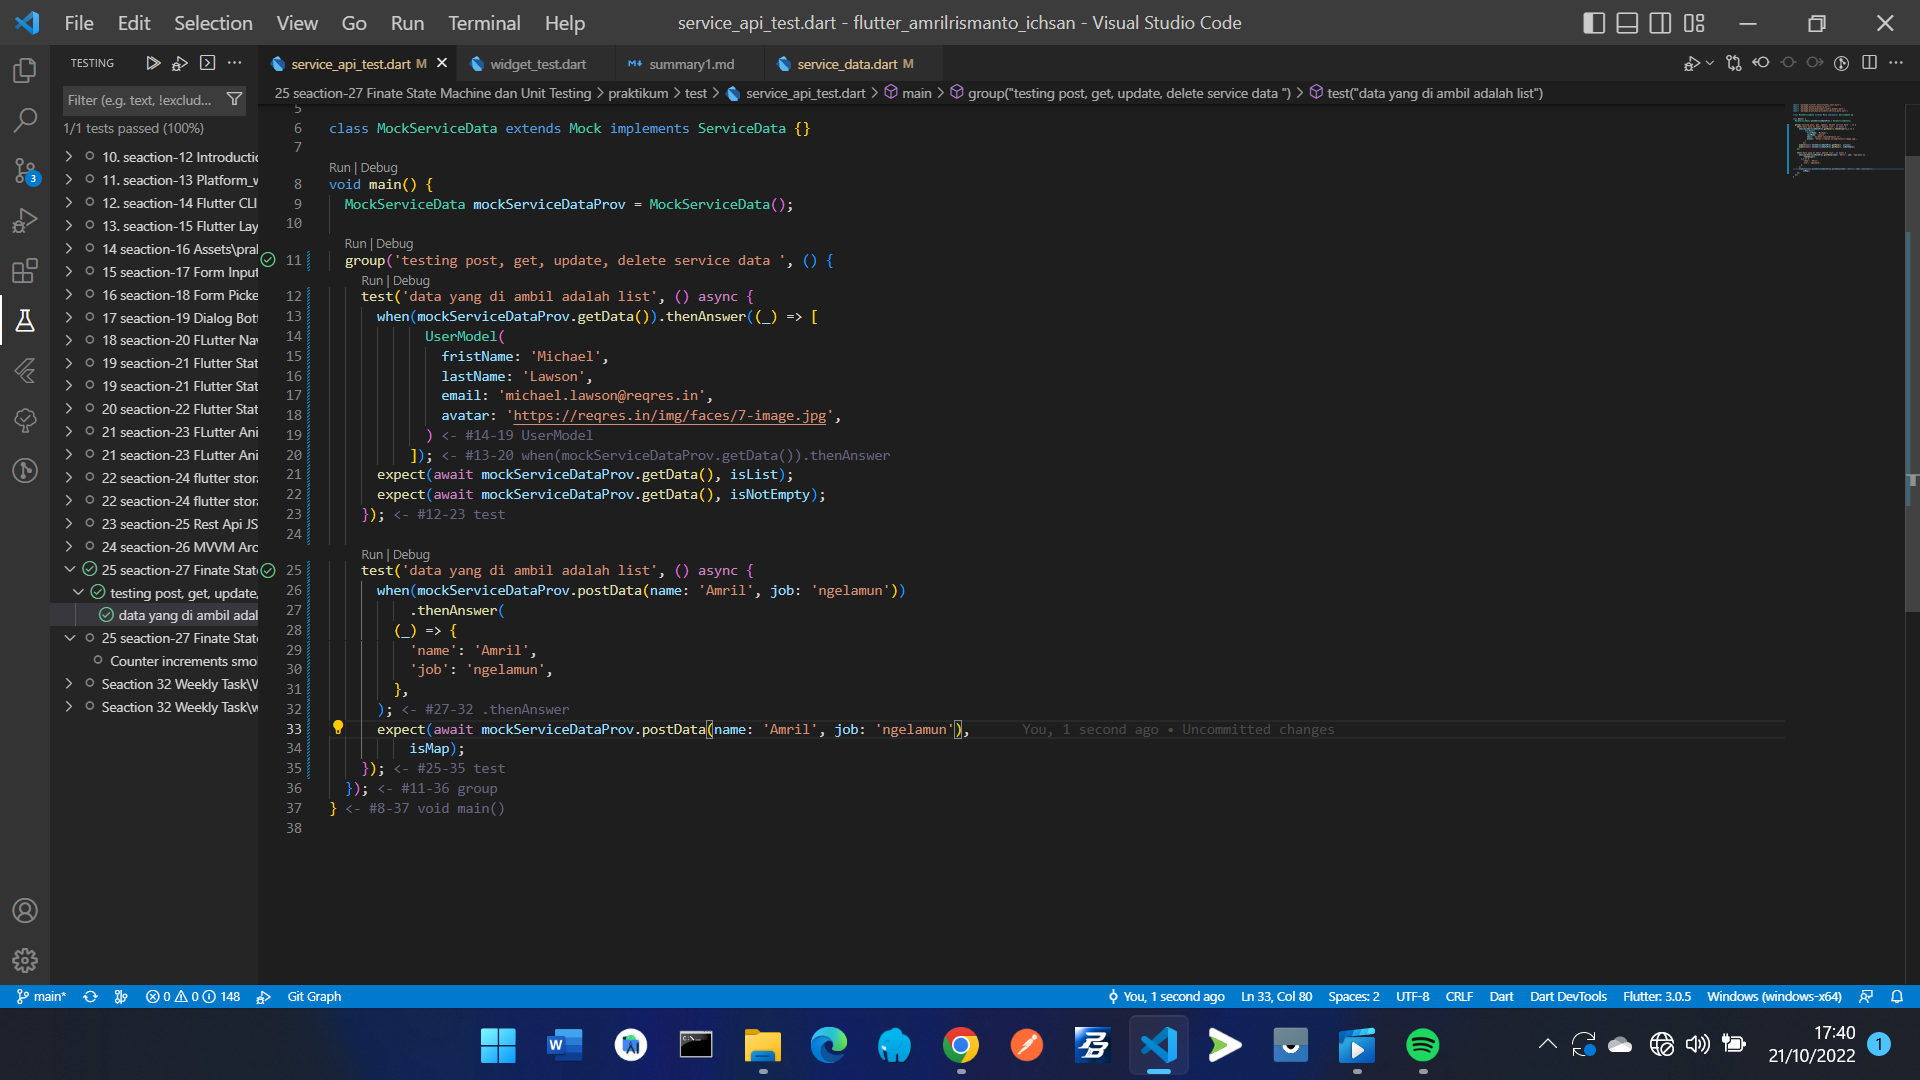 File Edit Selection View Go Run Terminal Help
service_api_test.dart - flutter_amrilrismanto_ichsan - Visual Studio Code
TESTING
service_api_test.dart M
widget_test.dart
summary1.md
service_data.dart M
Filter (e.g. text, !exclud...
1/1 tests passed (100%)
25 seaction-27 Finate State Machine dan Unit Testing > praktikum > test > service_api_test.dart > main > group("testing post, get, update, delete service data ") > test("data yang di ambil adalah list")
10. seaction-12 Introductic
11. seaction-13 Platform_w
12. seaction-14 Flutter CLI
13. seaction-15 Flutter Lay
14 seaction-16 Assets\pral
15 seaction-17 Form Input
16 seaction-18 Form Picke
17 seaction-19 Dialog Bott
18 seaction-20 FLutter Nav
19 seaction-21 Flutter Stat
19 seaction-21 Flutter Stat
20 seaction-22 Flutter Stat
21 seaction-23 FLutter Ani
21 seaction-23 FLutter Ani
22 seaction-24 flutter stora
22 seaction-24 flutter stora
23 seaction-25 Rest Api JS
24 seaction-26 MVVM Arc
25 seaction-27 Finate State
testing post, get, update,
data yang di ambil adal
25 seaction-27 Finate State
Counter increments smo
Seaction 32 Weekly Task\W
Seaction 32 Weekly Task\w
5
6 class MockServiceData extends Mock implements ServiceData {}
7
Run | Debug
8 void main() {
9 MockServiceData mockServiceDataProv = MockServiceData();
10
Run | Debug
11 group('testing post, get, update, delete service data ', () {
Run | Debug
12 test('data yang di ambil adalah list', () async {
13 when(mockServiceDataProv.getData()).thenAnswer((_) => [
14 UserModel(
15 fristName: 'Michael',
16 lastName: 'Lawson',
17 email: 'michael.lawson@reqres.in',
18 avatar: 'https://reqres.in/img/faces/7-image.jpg',
19 ) <- #14-19 UserModel
20 ]); <- #13-20 when(mockServiceDataProv.getData()).thenAnswer
21 expect(await mockServiceDataProv.getData(), isList);
22 expect(await mockServiceDataProv.getData(), isNotEmpty);
23 }); <- #12-23 test
24
Run | Debug
25 test('data yang di ambil adalah list', () async {
26 when(mockServiceDataProv.postData(name: 'Amril', job: 'ngelamun'))
27 .thenAnswer(
28 (_) => {
29 'name': 'Amril',
30 'job': 'ngelamun',
31 },
32 ); <- #27-32 .thenAnswer
33 expect(await mockServiceDataProv.postData(name: 'Amril', job: 'ngelamun'), You, 1 second ago • Uncommitted changes
34 isMap);
35 }); <- #25-35 test
36 }); <- #11-36 group
37 } <- #8-37 void main()
38
3
main* 0 0 148 Git Graph
You, 1 second ago Ln 33, Col 80 Spaces: 2 UTF-8 CRLF Dart Dart DevTools Flutter: 3.0.5 Windows (windows-x64)
17:40
21/10/2022
1